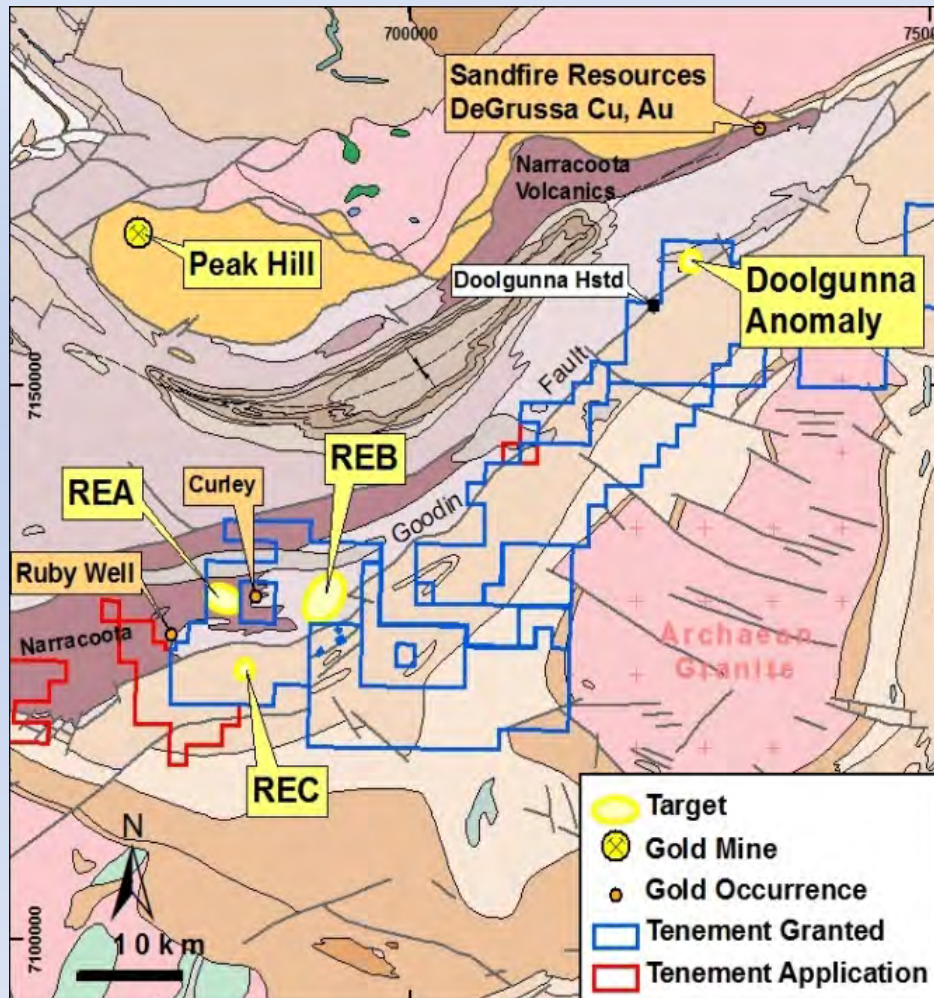 700000
7500
Sandfire Resources
DeGrussa Cu, Au
Narracoota
Volcanics
Peak Hill
Doolgunna Hstd
Doolgunna
Anomaly
7150000
Fault
REB
REA
Curley
Goodin
Ruby Well
Narracoota
Archaean
Granite
REC
Target
Gold Mine
Gold Occurrence
Tenement Granted
Tenement Application
N
10 km
7100000